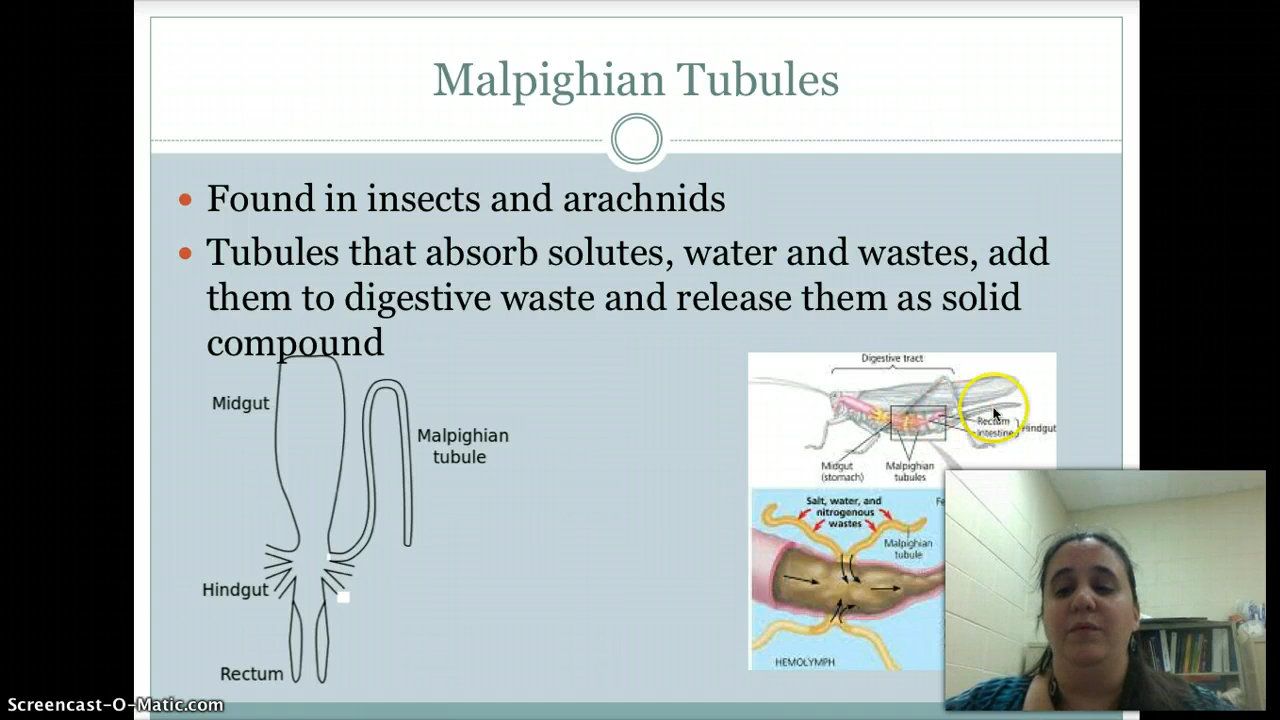 Malpighian Tubules
Found in insects and arachnids
Tubules that absorb solutes, water and wastes, add
them to digestive waste and release them as solid
compound
Midgut
Malpighian
tubule
Hindgut
Rectum
Digestive tract
Rectum
Intestine
Hindgut
Midgut
(stomach)
Malpighian
tubules
Salt, water, and
nitrogenous
wastes
Fe
Malpighian
tubule
HEMOLYMPH
Screencast-O-Matic.com